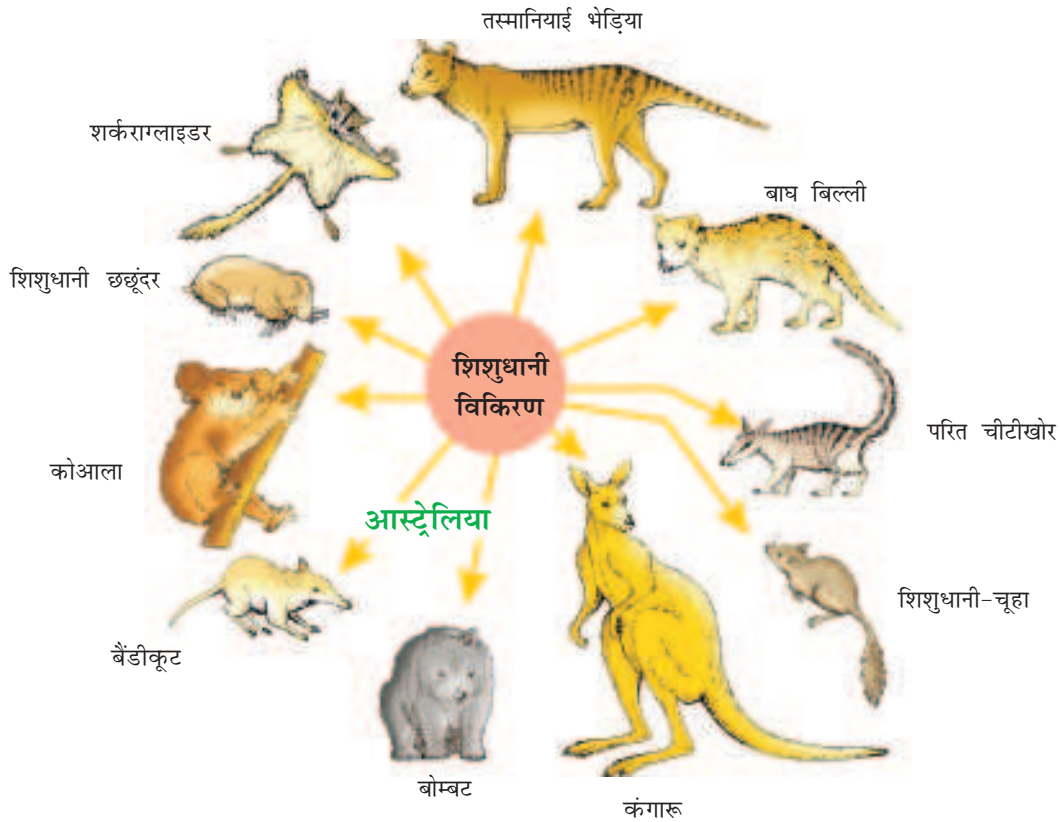 तस्मानियाई भेड़िया
शर्कराग्लाइडर
बाघ बिल्ली
शिशुधानी छछूंदर
शिशुधानी
विकिरण
परित चीटीखोर
कोआला
आस्ट्रेलिया
शिशुधानी-चूहा
बैंडीकूट
बोम्बट
कंगारू